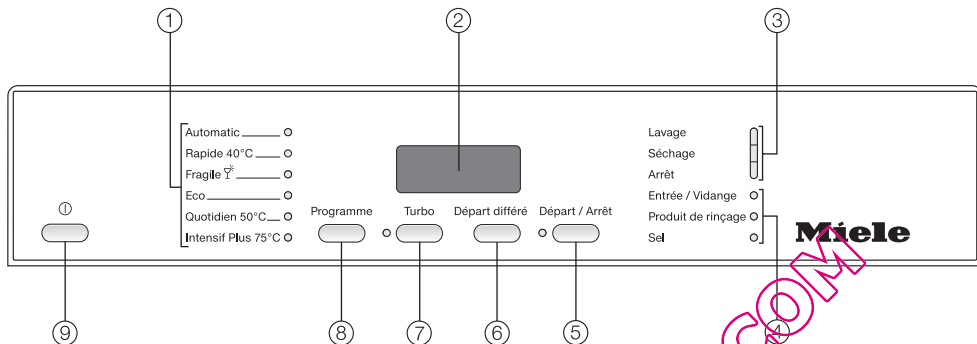 ① ② ③
Automatic
Rapide 40°C
Fragile
Eco
Quotidien 50°C
Intensif Plus 75°C
Programme
Turbo
Départ différé
Départ / Arrêt
Lavage
Séchage
Arrêt
Entrée / Vidange
Produit de rinçage
Sel
Miele
⑨ ⑧ ⑦ ⑥ ⑤ ④
COM